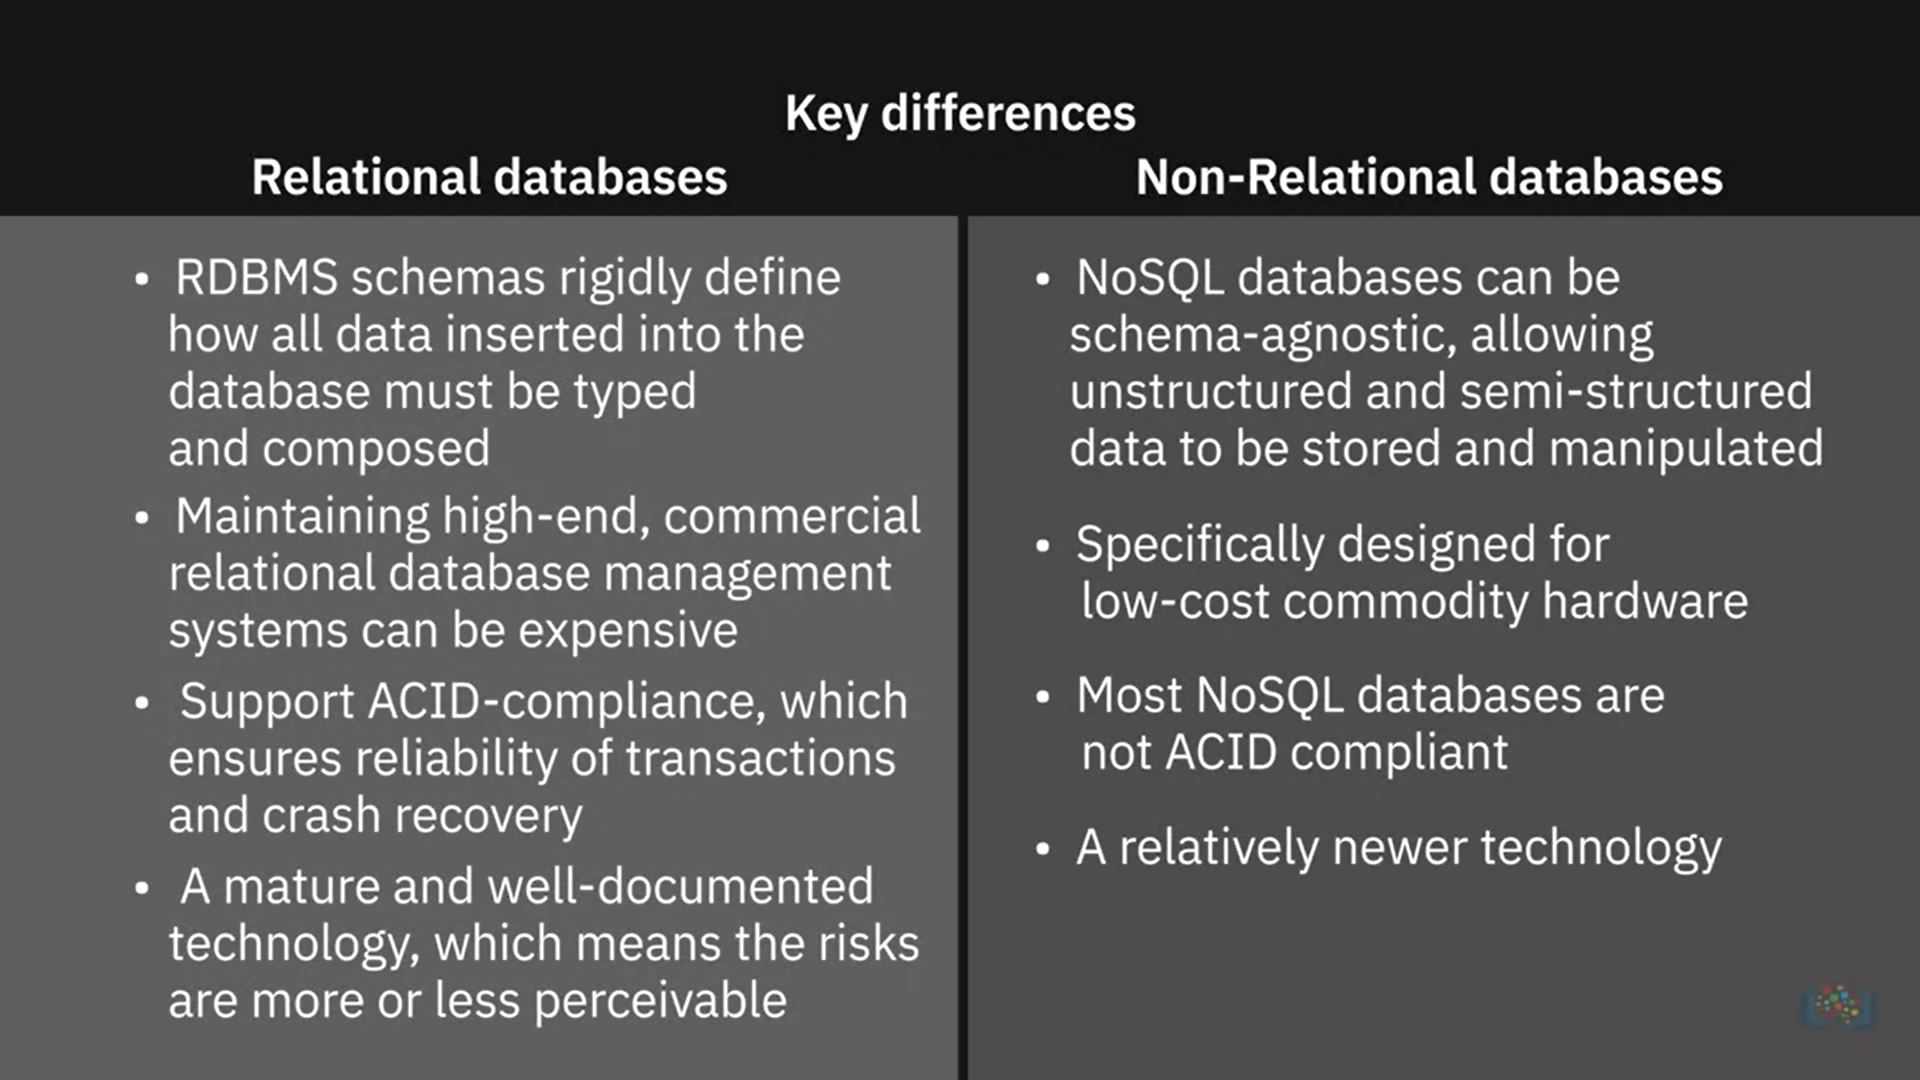 Key differences
Relational databases
Non-Relational databases
• RDBMS schemas rigidly define
how all data inserted into the
database must be typed
and composed
• Maintaining high-end, commercial
relational database management
systems can be expensive
• Support ACID-compliance, which
ensures reliability of transactions
and crash recovery
• A mature and well-documented
technology, which means the risks
are more or less perceivable
• NoSQL databases can be
schema-agnostic, allowing
unstructured and semi-structured
data to be stored and manipulated
• Specifically designed for
low-cost commodity hardware
• Most NoSQL databases are
not ACID compliant
• A relatively newer technology